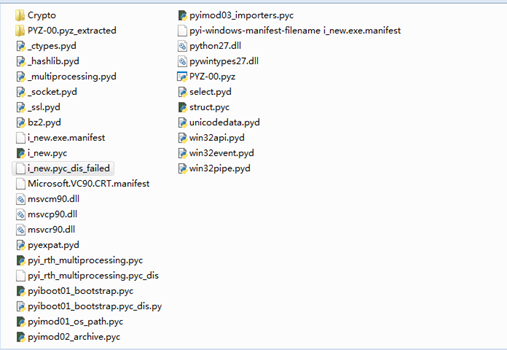 Crypto
PYZ-00.pyz_extracted
_ctypes.pyd
_hashlib.pyd
_multiprocessing.pyd
_socket.pyd
_ssl.pyd
bz2.pyd
i_new.exe.manifest
i_new.pyc
i_new.pyc_dis_failed
Microsoft.VC90.CRT.manifest
msvcm90.dll
msvcp90.dll
msvcr90.dll
pyexpat.pyd
pyi_rth_multiprocessing.pyc
pyi_rth_multiprocessing.pyc_dis
pyiboot01_bootstrap.pyc
pyiboot01_bootstrap.pyc_dis.py
pyimod01_os_path.pyc
pyimod02_archive.pyc
pyimod03_importers.pyc
pyi-windows-manifest-filename i_new.exe.manifest
python27.dll
pywintypes27.dll
PYZ-00.pyz
select.pyd
struct.pyc
unicodedata.pyd
win32api.pyd
win32event.pyd
win32pipe.pyd